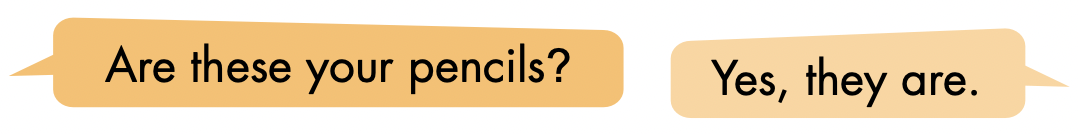 Are these your pencils?
Yes, they are.